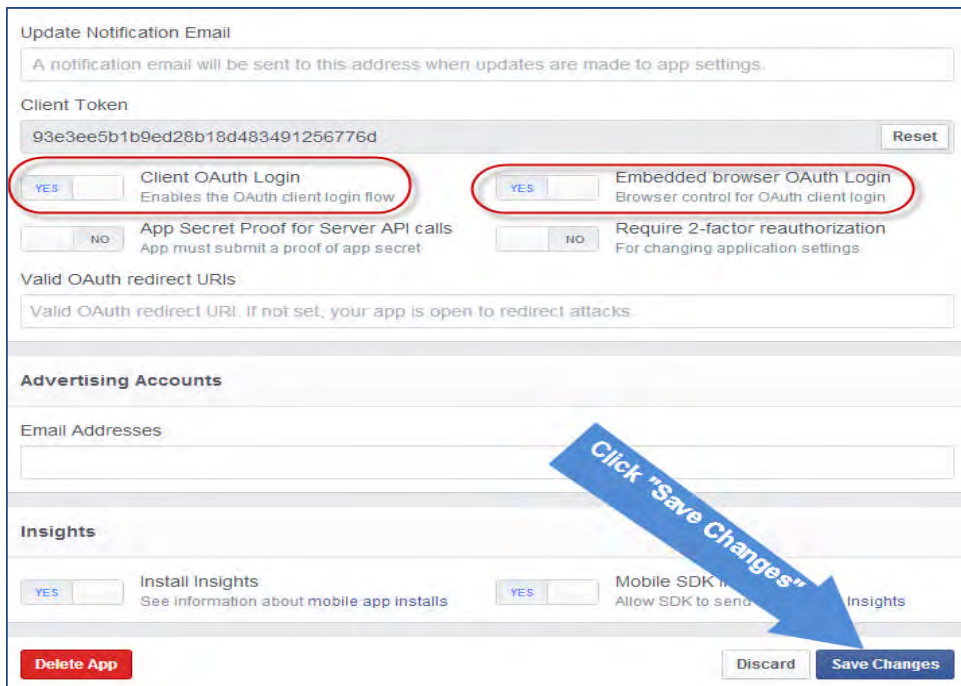 Update Notification Email
A notification email will be sent to this address when updates are made to app settings.
Client Token
93e3ee5b1b9ed28b18d483491256776d
Reset
YES
Client OAuth Login
Enables the OAuth client login flow
YES
Embedded browser OAuth Login
Browser control for OAuth client login
NO
App Secret Proof for Server API calls
App must submit a proof of app secret
NO
Require 2-factor reauthorization
For changing application settings
Valid OAuth redirect URIs
Valid OAuth redirect URI. If not set, your app is open to redirect attacks.
Advertising Accounts
Email Addresses
Click "Save Changes"
Insights
YES
Install Insights
See information about mobile app installs
YES
Mobile SDK
Allow SDK to send Insights
Delete App
Discard
Save Changes